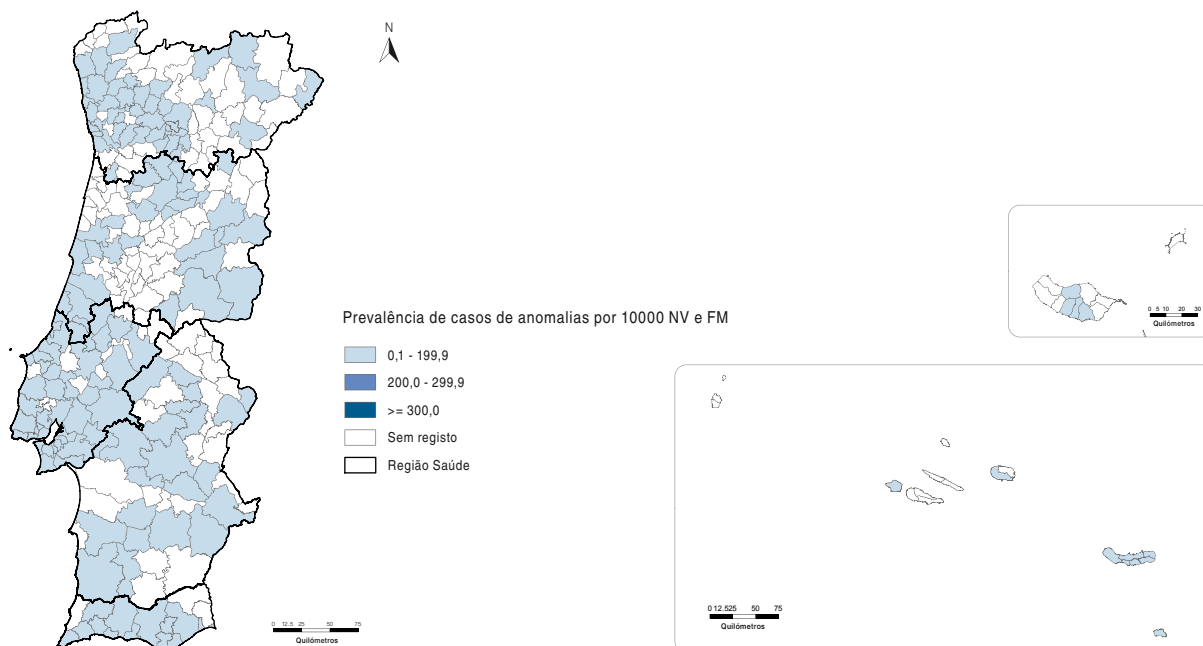 N
Prevalência de casos de anomalias por 10000 NV e FM
0,1 - 199,9
200,0 - 299,9
>= 300,0
Sem registo
Região Saúde
0 12.5 25 50 75
Quilómetros
0 5 10 20 30
Quilómetros
0 12.525 50 75
Quilómetros